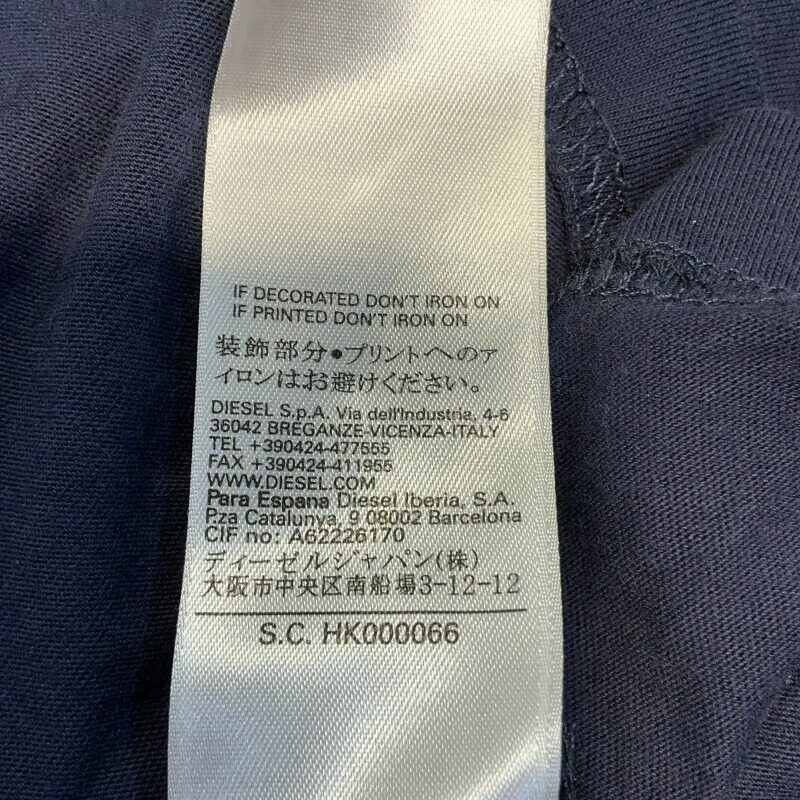 IF DECORATED DON'T IRON ON
IF PRINTED DON'T IRON ON
装飾部分●プリントへのア
イロンはお避けください。
DIESEL S.p.A. Via dell'Industria, 4-6
36042 BREGANZE-VICENZA-ITALY
TEL +390424-477555
FAX +390424-411955
WWW.DIESEL.COM
Para Espana Diesel Iberia, S.A.
P.za Catalunya, 9 08002 Barcelona
CIF no: A62226170
ディーゼルジャパン(株)
大阪市中央区南船場3-12-12
S.C. HK000066